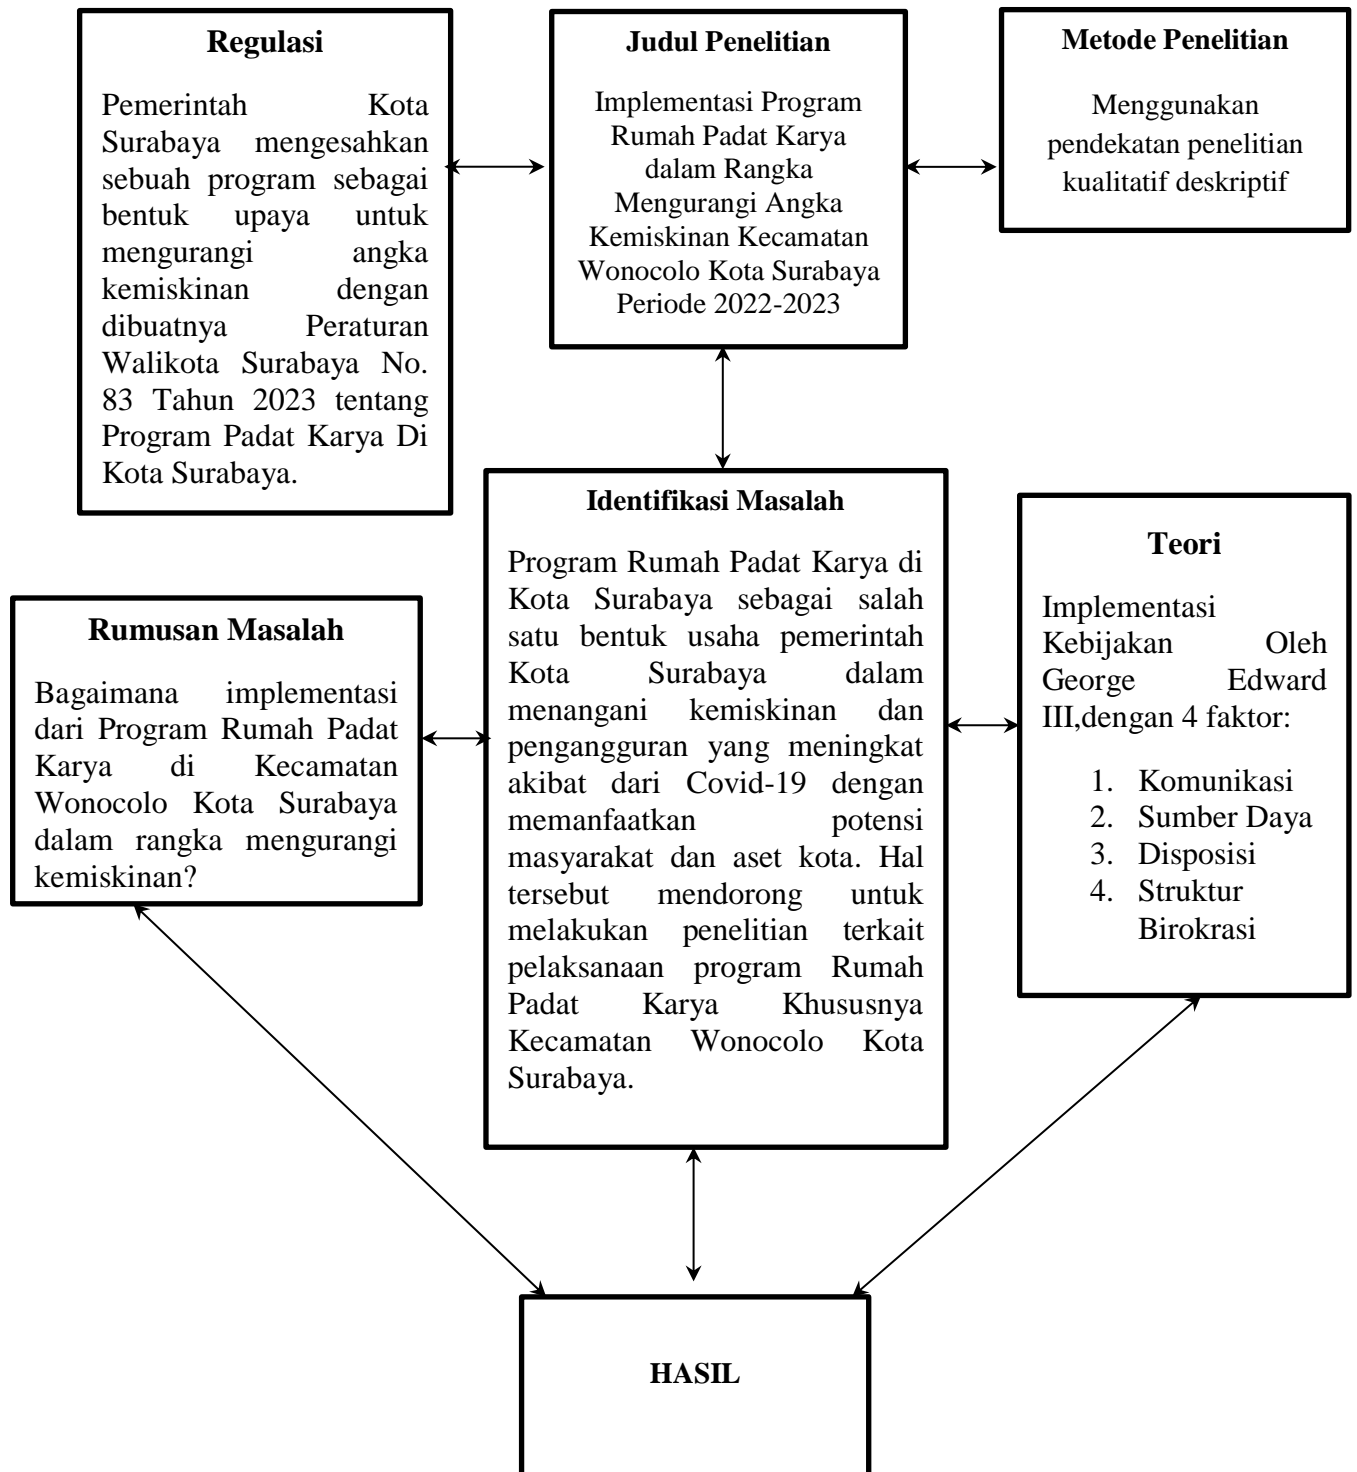 Regulasi
Pemerintah Kota
Surabaya mengesahkan
sebuah program sebagai
bentuk upaya untuk
mengurangi angka
kemiskinan dengan
dibuatnya Peraturan
Walikota Surabaya No.
83 Tahun 2023 tentang
Program Padat Karya Di
Kota Surabaya.
Judul Penelitian
Implementasi Program
Rumah Padat Karya
dalam Rangka
Mengurangi Angka
Kemiskinan Kecamatan
Wonocolo Kota Surabaya
Periode 2022-2023
Metode Penelitian
Menggunakan
pendekatan penelitian
kualitatif deskriptif
Rumusan Masalah
Bagaimana implementasi
dari Program Rumah Padat
Karya di Kecamatan
Wonocolo Kota Surabaya
dalam rangka mengurangi
kemiskinan?
Identifikasi Masalah
Program Rumah Padat Karya di
Kota Surabaya sebagai salah
satu bentuk usaha pemerintah
Kota Surabaya dalam
menangani kemiskinan dan
pengangguran yang meningkat
akibat dari Covid-19 dengan
memanfaatkan potensi
masyarakat dan aset kota. Hal
tersebut mendorong untuk
melakukan penelitian terkait
pelaksanaan program Rumah
Padat Karya Khususnya
Kecamatan Wonocolo Kota
Surabaya.
Teori
Implementasi
Kebijakan Oleh
George Edward
III,dengan 4 faktor:
1. Komunikasi
2. Sumber Daya
3. Disposisi
4. Struktur
Birokrasi
HASIL